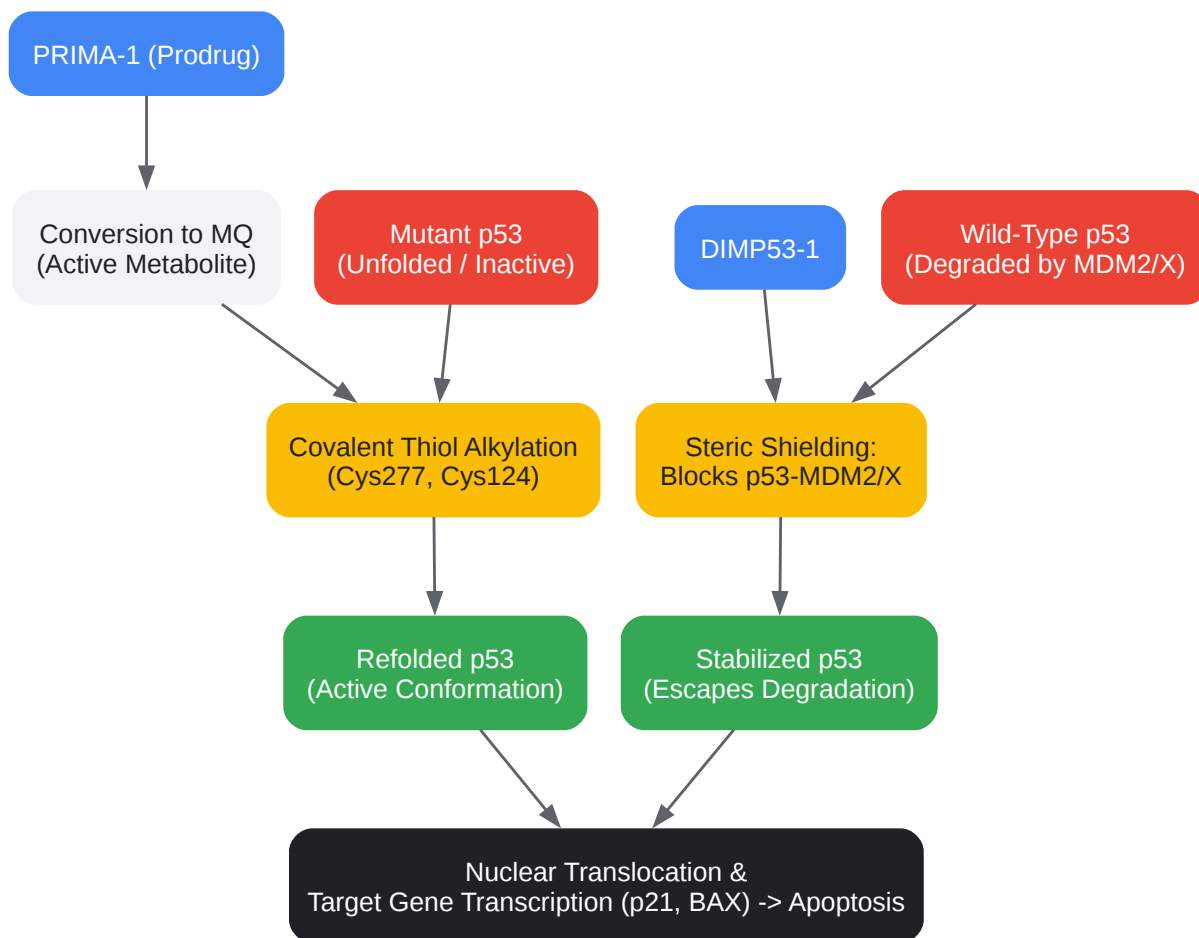 PRIMA-1 (Prodrug)
Conversion to MQ
(Active Metabolite)
Mutant p53
(Unfolded / Inactive)
DIMP53-1
Wild-Type p53
(Degraded by MDM2/X)
Covalent Thiol Alkylation
(Cys277, Cys124)
Steric Shielding:
Blocks p53-MDM2/X
Refolded p53
(Active Conformation)
Stabilized p53
(Escapes Degradation)
Nuclear Translocation &
Target Gene Transcription (p21, BAX) -> Apoptosis